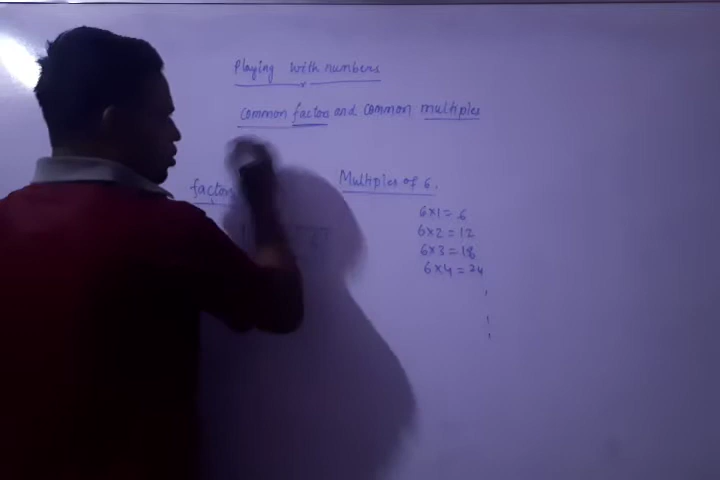 Playing with numbers
Common factors and common multiples
factors
Multiples of 6.
6×1= 6
6×2 = 12
6×3 = 18
6×4 = 24